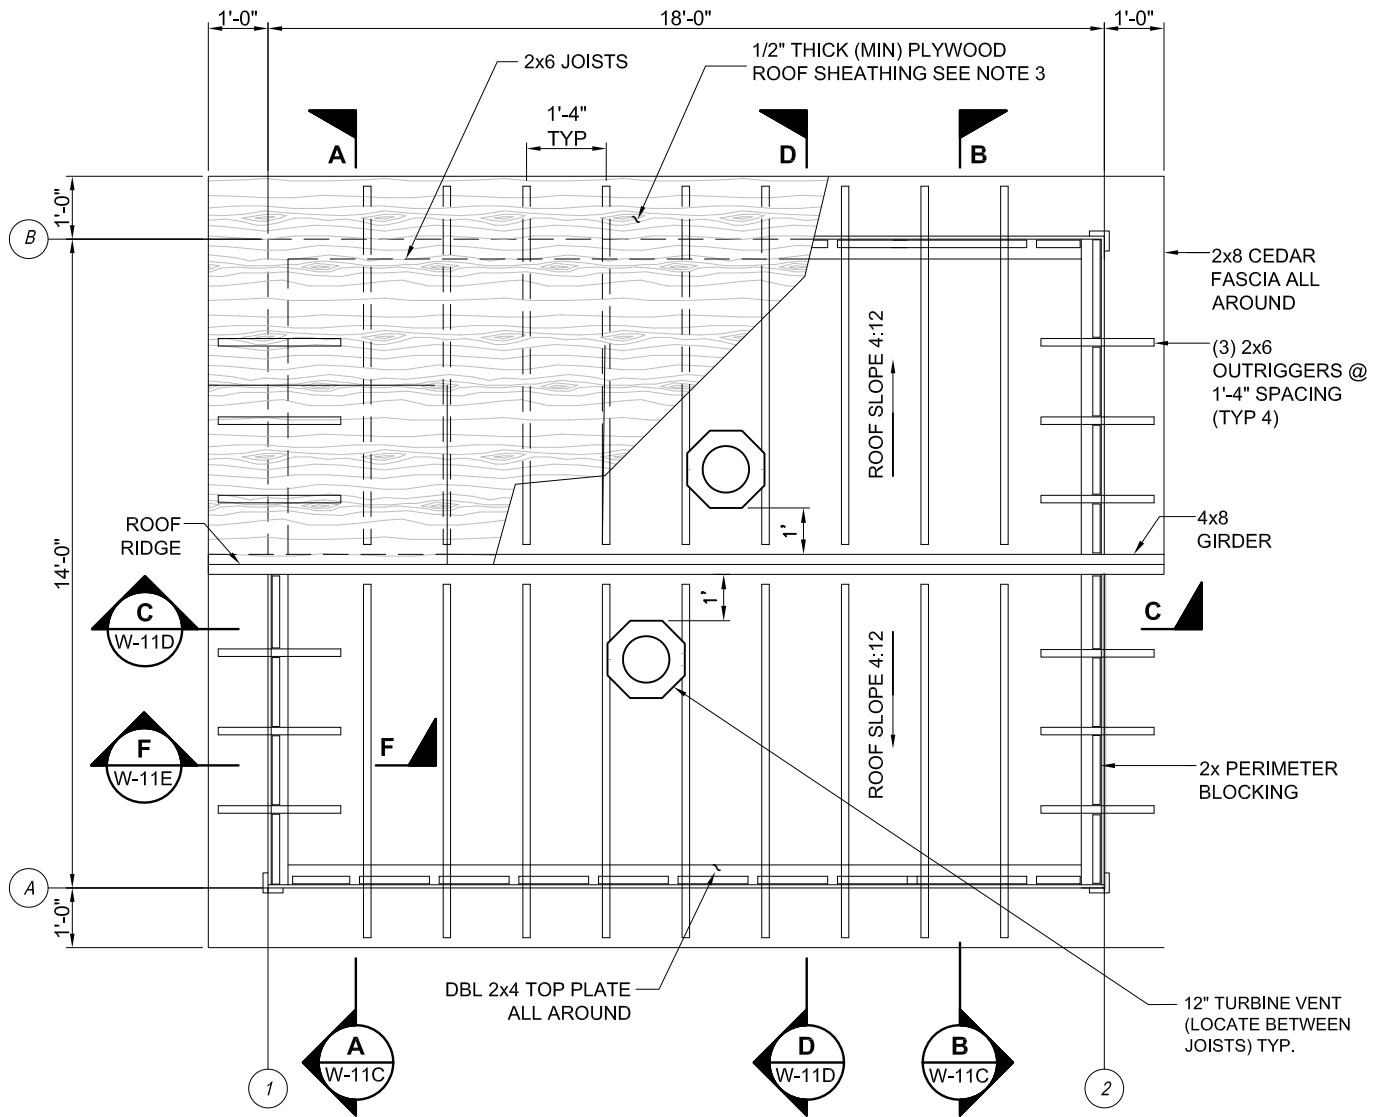 1'-0"
18'-0"
1'-0"
2x6 JOISTS
1/2" THICK (MIN) PLYWOOD
ROOF SHEATHING SEE NOTE 3
1'-4"
TYP
A
D
B
1'-0"
B
2x8 CEDAR
FASCIA ALL
AROUND
ROOF SLOPE 4:12
(3) 2x6
OUTRIGGERS @
1'-4" SPACING
(TYP 4)
ROOF
RIDGE
1'
4x8
GIRDER
14'-0"
C
W-11D
1'
C
ROOF SLOPE 4:12
F
W-11E
F
2x PERIMETER
BLOCKING
A
1'-0"
DBL 2x4 TOP PLATE
ALL AROUND
12" TURBINE VENT
(LOCATE BETWEEN
JOISTS) TYP.
A
W-11C
D
W-11D
B
W-11C
1
2